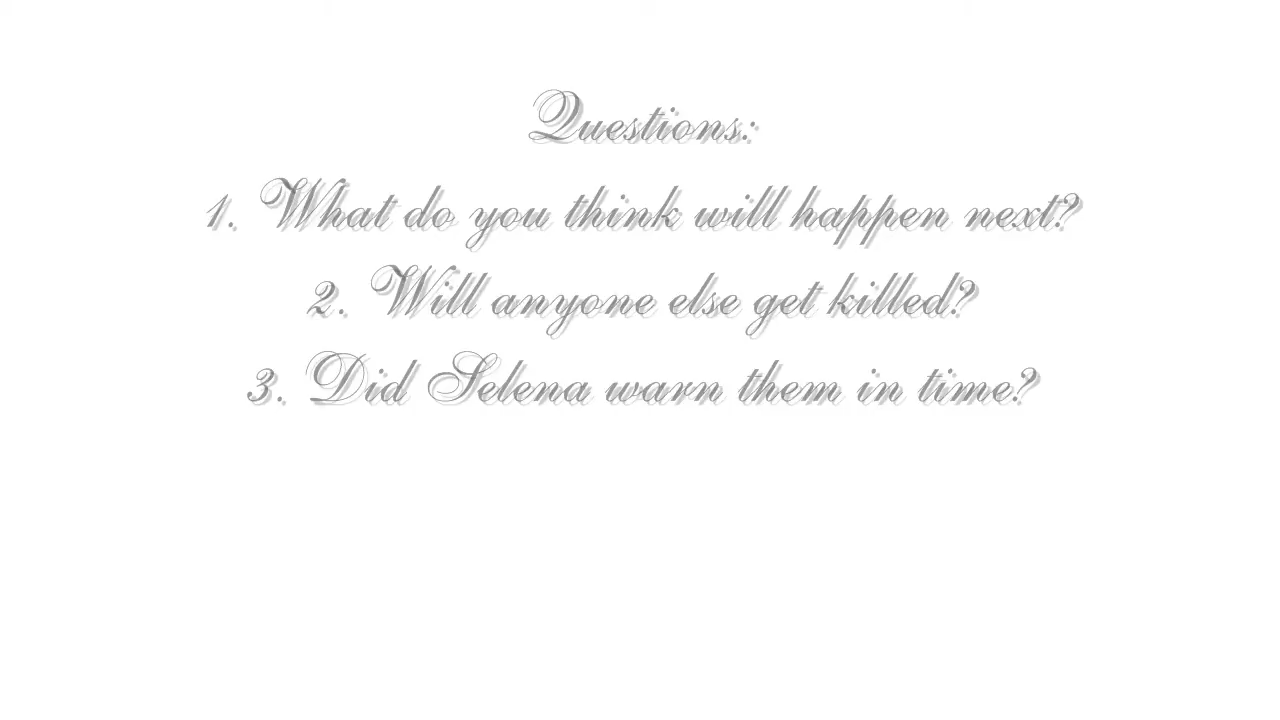 Questions:
1. What do you think will happen next?
2. Will anyone else get killed?
3. Did Selena warn them in time?